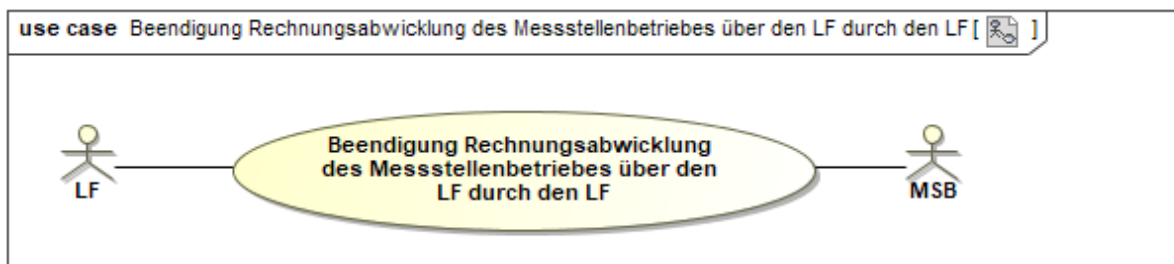 use case Beendigung Rechnungsabwicklung des Messstellenbetriebes über den LF durch den LF [ ]
Beendigung Rechnungsabwicklung
des Messstellenbetriebes über den
LF durch den LF
LF
MSB